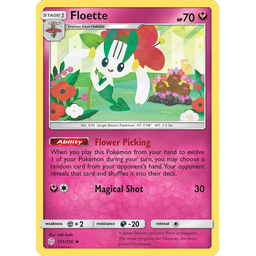 STAGE 1 Floette HP70
Evolves from Flabébé
NO. 670 Single Bloom Pokémon HT: 0'08" WT: 2.0 lbs.
Ability Flower Picking
When you play this Pokémon from your hand to evolve
1 of your Pokémon during your turn, you may choose
a random card from your opponent's hand. Your opponent
reveals that card and shuffles it into their deck.
Magical Shot 30
weakness ×2 resistance -20 retreat
151/236